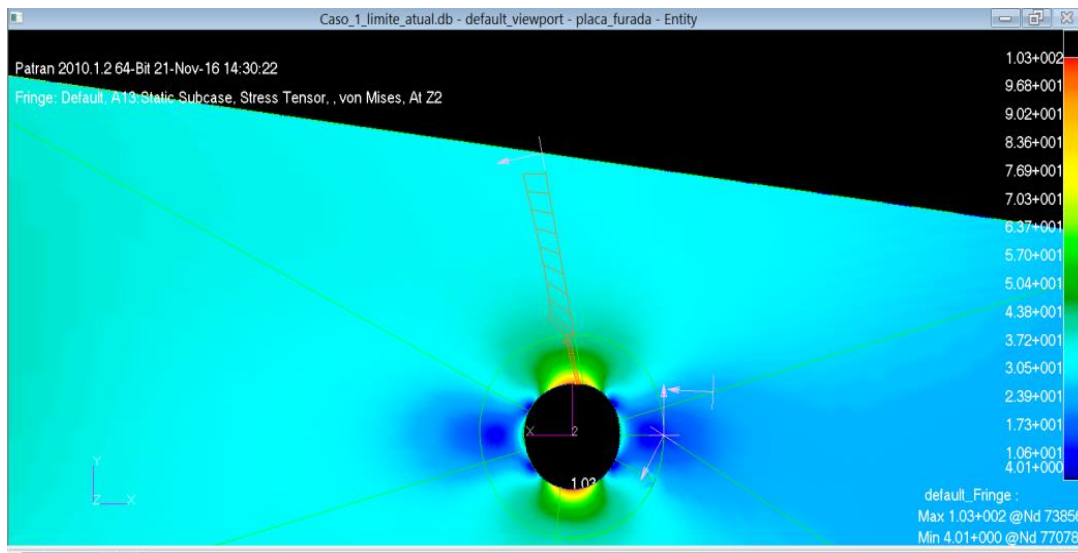 Caso_1_limite_atual.db - default_viewport - placa_furada - Entity
Patran 2010.1.2 64-Bit 21-Nov-16 14:30:22
Fringe: Default, A13:Static Subcase, Stress Tensor, , von Mises, At Z2
1.03+002
9.68+001
9.02+001
8.36+001
7.69+001
7.03+001
6.37+001
5.70+001
5.04+001
4.38+001
3.72+001
3.05+001
2.39+001
1.73+001
1.06+001
4.01+000
X
2
1.03
Y
Z X
default_Fringe :
Max 1.03+002 @Nd 73856
Min 4.01+000 @Nd 77078